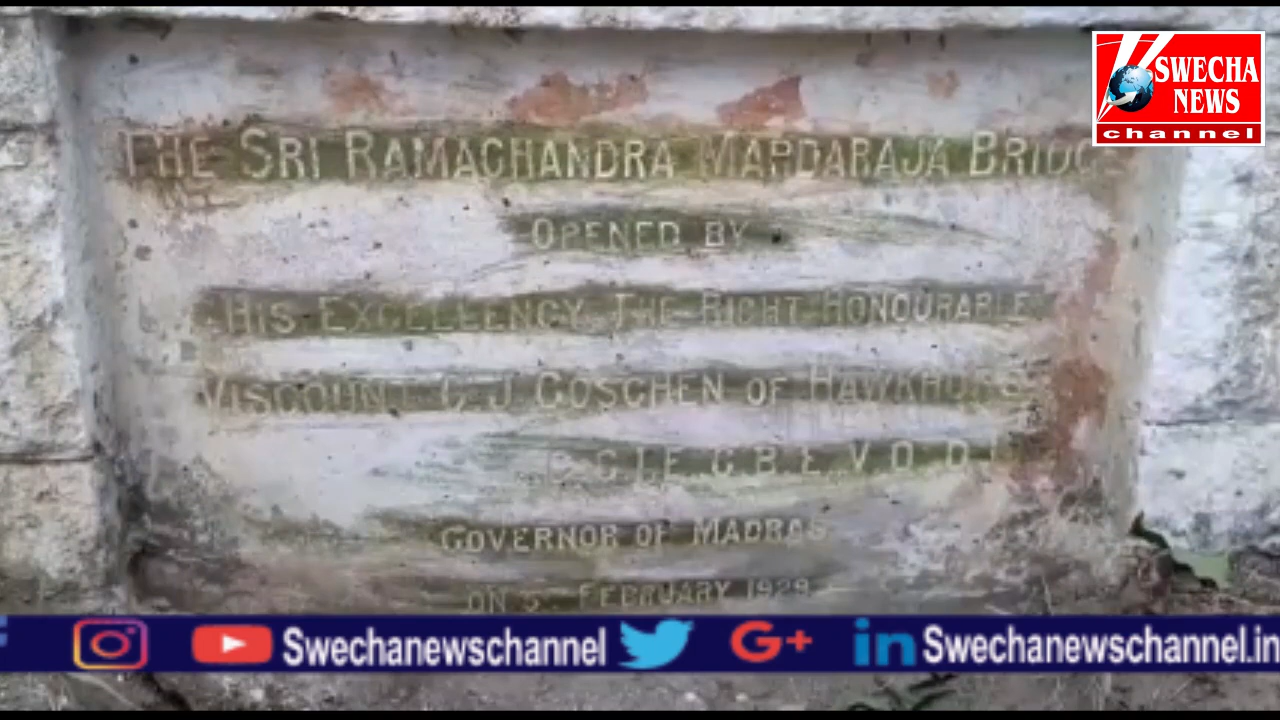 SWECHA
NEWS
channel
THE SRI RAMACHANDRA MARDARAJA BRIDGE
OPENED BY
HIS EXCELLENCY THE RIGHT HONOURABLE
VISCOUNT G J GOSCHEN OF HAWKHURST
G C I E C B E V D
GOVERNOR OF MADRAS
ON 5 FEBRUARY 1929
Swechanewschannel
G+
in
Swechanewschannel.in